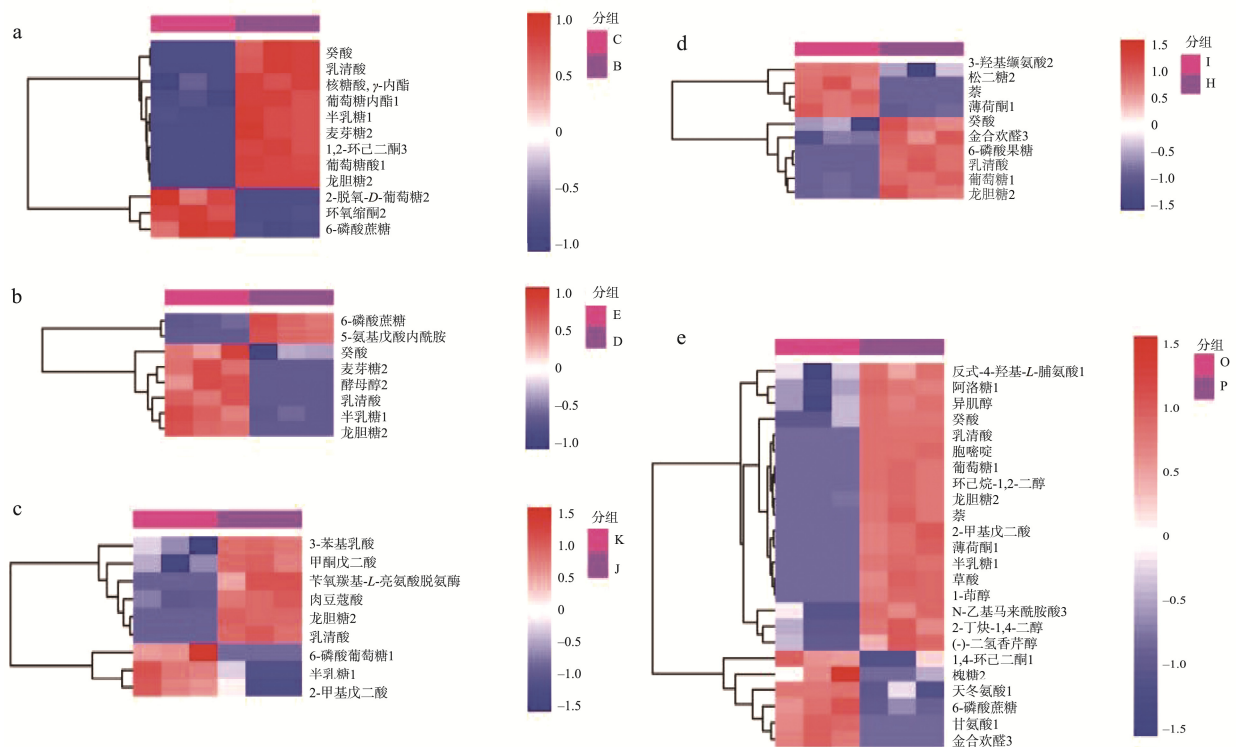 a
癸酸
乳清酸
核糖酸, γ-内酯
葡萄糖内酯1
半乳糖1
麦芽糖2
1,2-环己二酮3
葡萄糖酸1
龙胆糖2
2-脱氧-D-葡萄糖2
环氧缩酮2
6-磷酸蔗糖
1.0
0.5
0
–0.5
–1.0
分组
C
B
b
6-磷酸蔗糖
5-氨基戊酸内酰胺
癸酸
麦芽糖2
酵母醇2
乳清酸
半乳糖1
龙胆糖2
1.0
0.5
0
–0.5
–1.0
分组
E
D
c
3-苯基乳酸
甲酮戊二酸
苄氧羰基-L-亮氨酸脱氨酶
肉豆蔻酸
龙胆糖2
乳清酸
6-磷酸葡萄糖1
半乳糖1
2-甲基戊二酸
1.5
1.0
0.5
0
–0.5
–1.0
–1.5
分组
K
J
d
3-羟基缬氨酸2
松二糖2
萘
薄荷酮1
癸酸
金合欢醛3
6-磷酸果糖
乳清酸
葡萄糖1
龙胆糖2
1.5
1.0
0.5
0
–0.5
–1.0
–1.5
分组
I
H
e
反式-4-羟基-L-脯氨酸1
阿洛糖1
异肌醇
癸酸
乳清酸
胞嘧啶
葡萄糖1
环己烷-1,2-二醇
龙胆糖2
萘
2-甲基戊二酸
薄荷酮1
半乳糖1
草酸
1-茚醇
N-乙基马来酰胺酸3
2-丁炔-1,4-二醇
(-)-二氢香芹醇
1,4-环己二酮1
槐糖2
天冬氨酸1
6-磷酸蔗糖
甘氨酸1
金合欢醛3
1.5
1.0
0.5
0
–0.5
–1.0
–1.5
分组
O
P